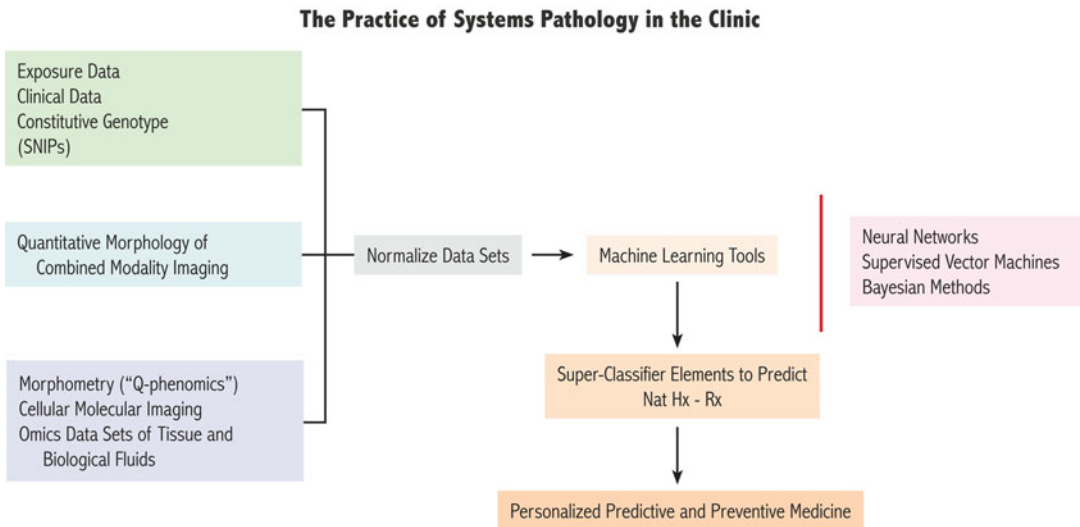 The Practice of Systems Pathology in the Clinic
Exposure Data
Clinical Data
Constitutive Genotype
(SNIPs)
Quantitative Morphology of
Combined Modality Imaging
Morphometry (“Q-phenomics”)
Cellular Molecular Imaging
Omics Data Sets of Tissue and
Biological Fluids
Normalize Data Sets
Machine Learning Tools
Neural Networks
Supervised Vector Machines
Bayesian Methods
Super-Classifier Elements to Predict
Nat Hx - Rx
Personalized Predictive and Preventive Medicine